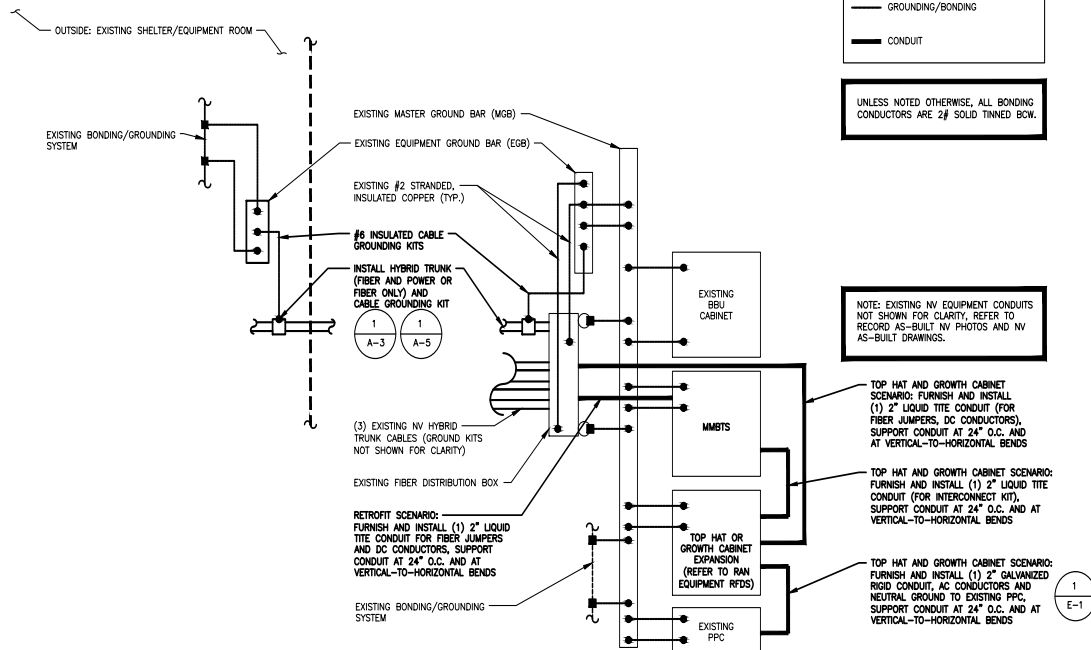 GROUNDING/BONDING
CONDUIT
UNLESS NOTED OTHERWISE, ALL BONDING
CONDUCTORS ARE 2# SOLID TINNED BCW.
OUTSIDE: EXISTING SHELTER/EQUIPMENT ROOM
EXISTING BONDING/GROUNDING
SYSTEM
EXISTING MASTER GROUND BAR (MGB)
EXISTING EQUIPMENT GROUND BAR (EGB)
EXISTING #2 STRANDED,
INSULATED COPPER (TYP.)
#6 INSULATED CABLE
GROUNDING KITS
INSTALL HYBRID TRUNK
(FIBER AND POWER OR
FIBER ONLY) AND
CABLE GROUNDING KIT
1
A-3
1
A-5
(3) EXISTING NV HYBRID
TRUNK CABLES (GROUND KITS
NOT SHOWN FOR CLARITY)
EXISTING FIBER DISTRIBUTION BOX
RETROFIT SCENARIO:
FURNISH AND INSTALL (1) 2" LIQUID
TITE CONDUIT FOR FIBER JUMPERS
AND DC CONDUCTORS, SUPPORT
CONDUIT AT 24" O.C. AND AT
VERTICAL-TO-HORIZONTAL BENDS
EXISTING BONDING/GROUNDING
SYSTEM
EXISTING
BBU
CABINET
MMBTS
TOP HAT OR
GROWTH CABINET
EXPANSION
(REFER TO RAN
EQUIPMENT RFDS)
EXISTING
PPC
NOTE: EXISTING NV EQUIPMENT CONDUITS
NOT SHOWN FOR CLARITY, REFER TO
RECORD AS-BUILT NV PHOTOS AND NV
AS-BUILT DRAWINGS.
TOP HAT AND GROWTH CABINET
SCENARIO: FURNISH AND INSTALL
(1) 2" LIQUID TITE CONDUIT (FOR
FIBER JUMPERS, DC CONDUCTORS),
SUPPORT CONDUIT AT 24" O.C. AND
AT VERTICAL-TO-HORIZONTAL BENDS
TOP HAT AND GROWTH CABINET SCENARIO:
FURNISH AND INSTALL (1) 2" LIQUID TITE
CONDUIT (FOR INTERCONNECT KIT),
SUPPORT CONDUIT AT 24" O.C. AND AT
VERTICAL-TO-HORIZONTAL BENDS
TOP HAT AND GROWTH CABINET SCENARIO:
FURNISH AND INSTALL (1) 2" GALVANIZED
RIGID CONDUIT, AC CONDUCTORS AND
NEUTRAL GROUND TO EXISTING PPC,
SUPPORT CONDUIT AT 24" O.C. AND AT
VERTICAL-TO-HORIZONTAL BENDS
1
E-1